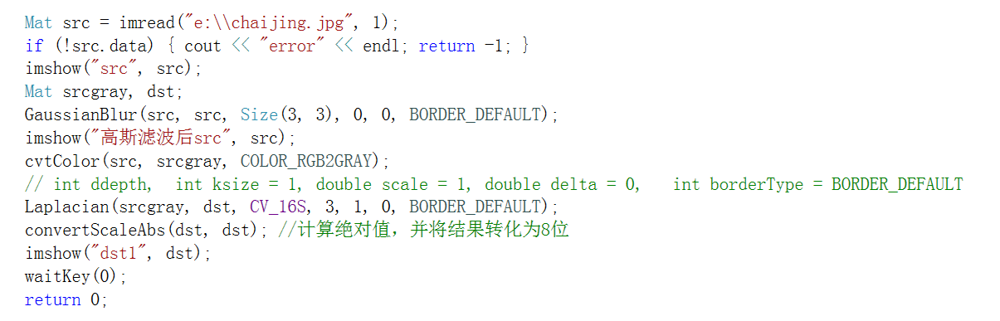 Mat src = imread("e:\\chaijing.jpg", 1);
if (!src.data) { cout << "error" << endl; return -1; }
imshow("src", src);
Mat srcgray, dst;
GaussianBlur(src, src, Size(3, 3), 0, 0, BORDER_DEFAULT);
imshow("高斯滤波后src", src);
cvtColor(src, srcgray, COLOR_RGB2GRAY);
// int ddepth,  int ksize = 1, double scale = 1, double delta = 0,   int borderType = BORDER_DEFAULT
Laplacian(srcgray, dst, CV_16S, 3, 1, 0, BORDER_DEFAULT);
convertScaleAbs(dst, dst); //计算绝对值，并将结果转化为8位
imshow("dst1", dst);
waitKey(0);
return 0;